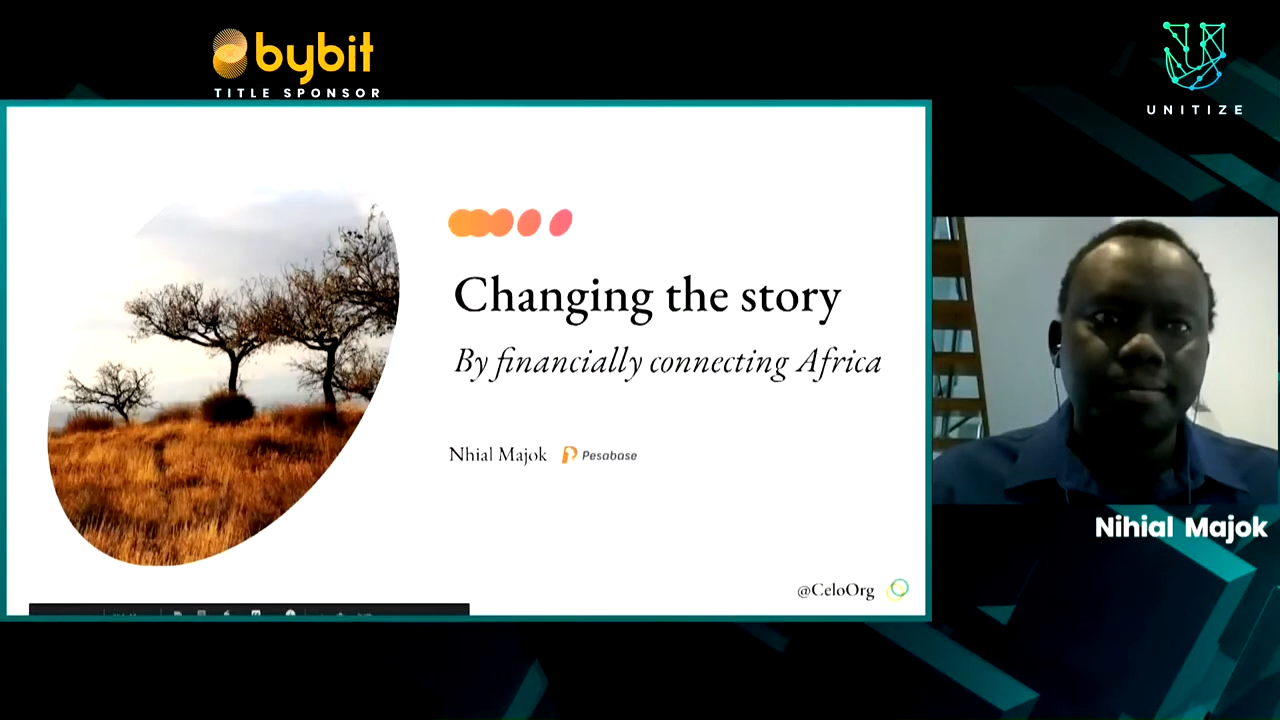 bybit
TITLE SPONSOR
UNITIZE
Changing the story
By financially connecting Africa
Nhial Majok Pesabase
@CeloOrg
Nihial Majok